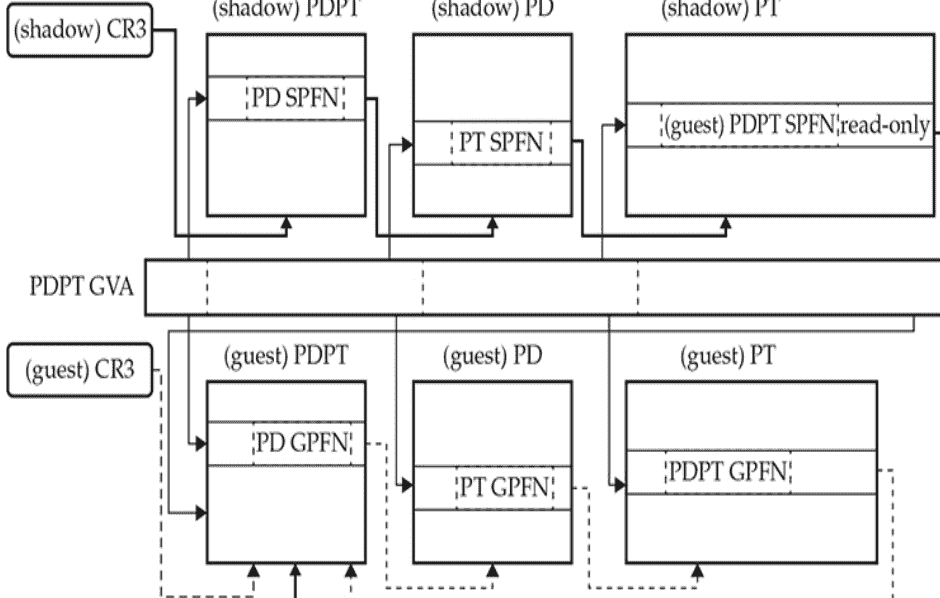 (shadow) PDPT
(shadow) PD
(shadow) PT
(shadow) CR3
PD SPFN
PT SPFN
(guest) PDPT SPFN read-only
PDPT GVA
(guest) CR3
(guest) PDPT
(guest) PD
(guest) PT
PD GPFN
PT GPFN
PDPT GPFN